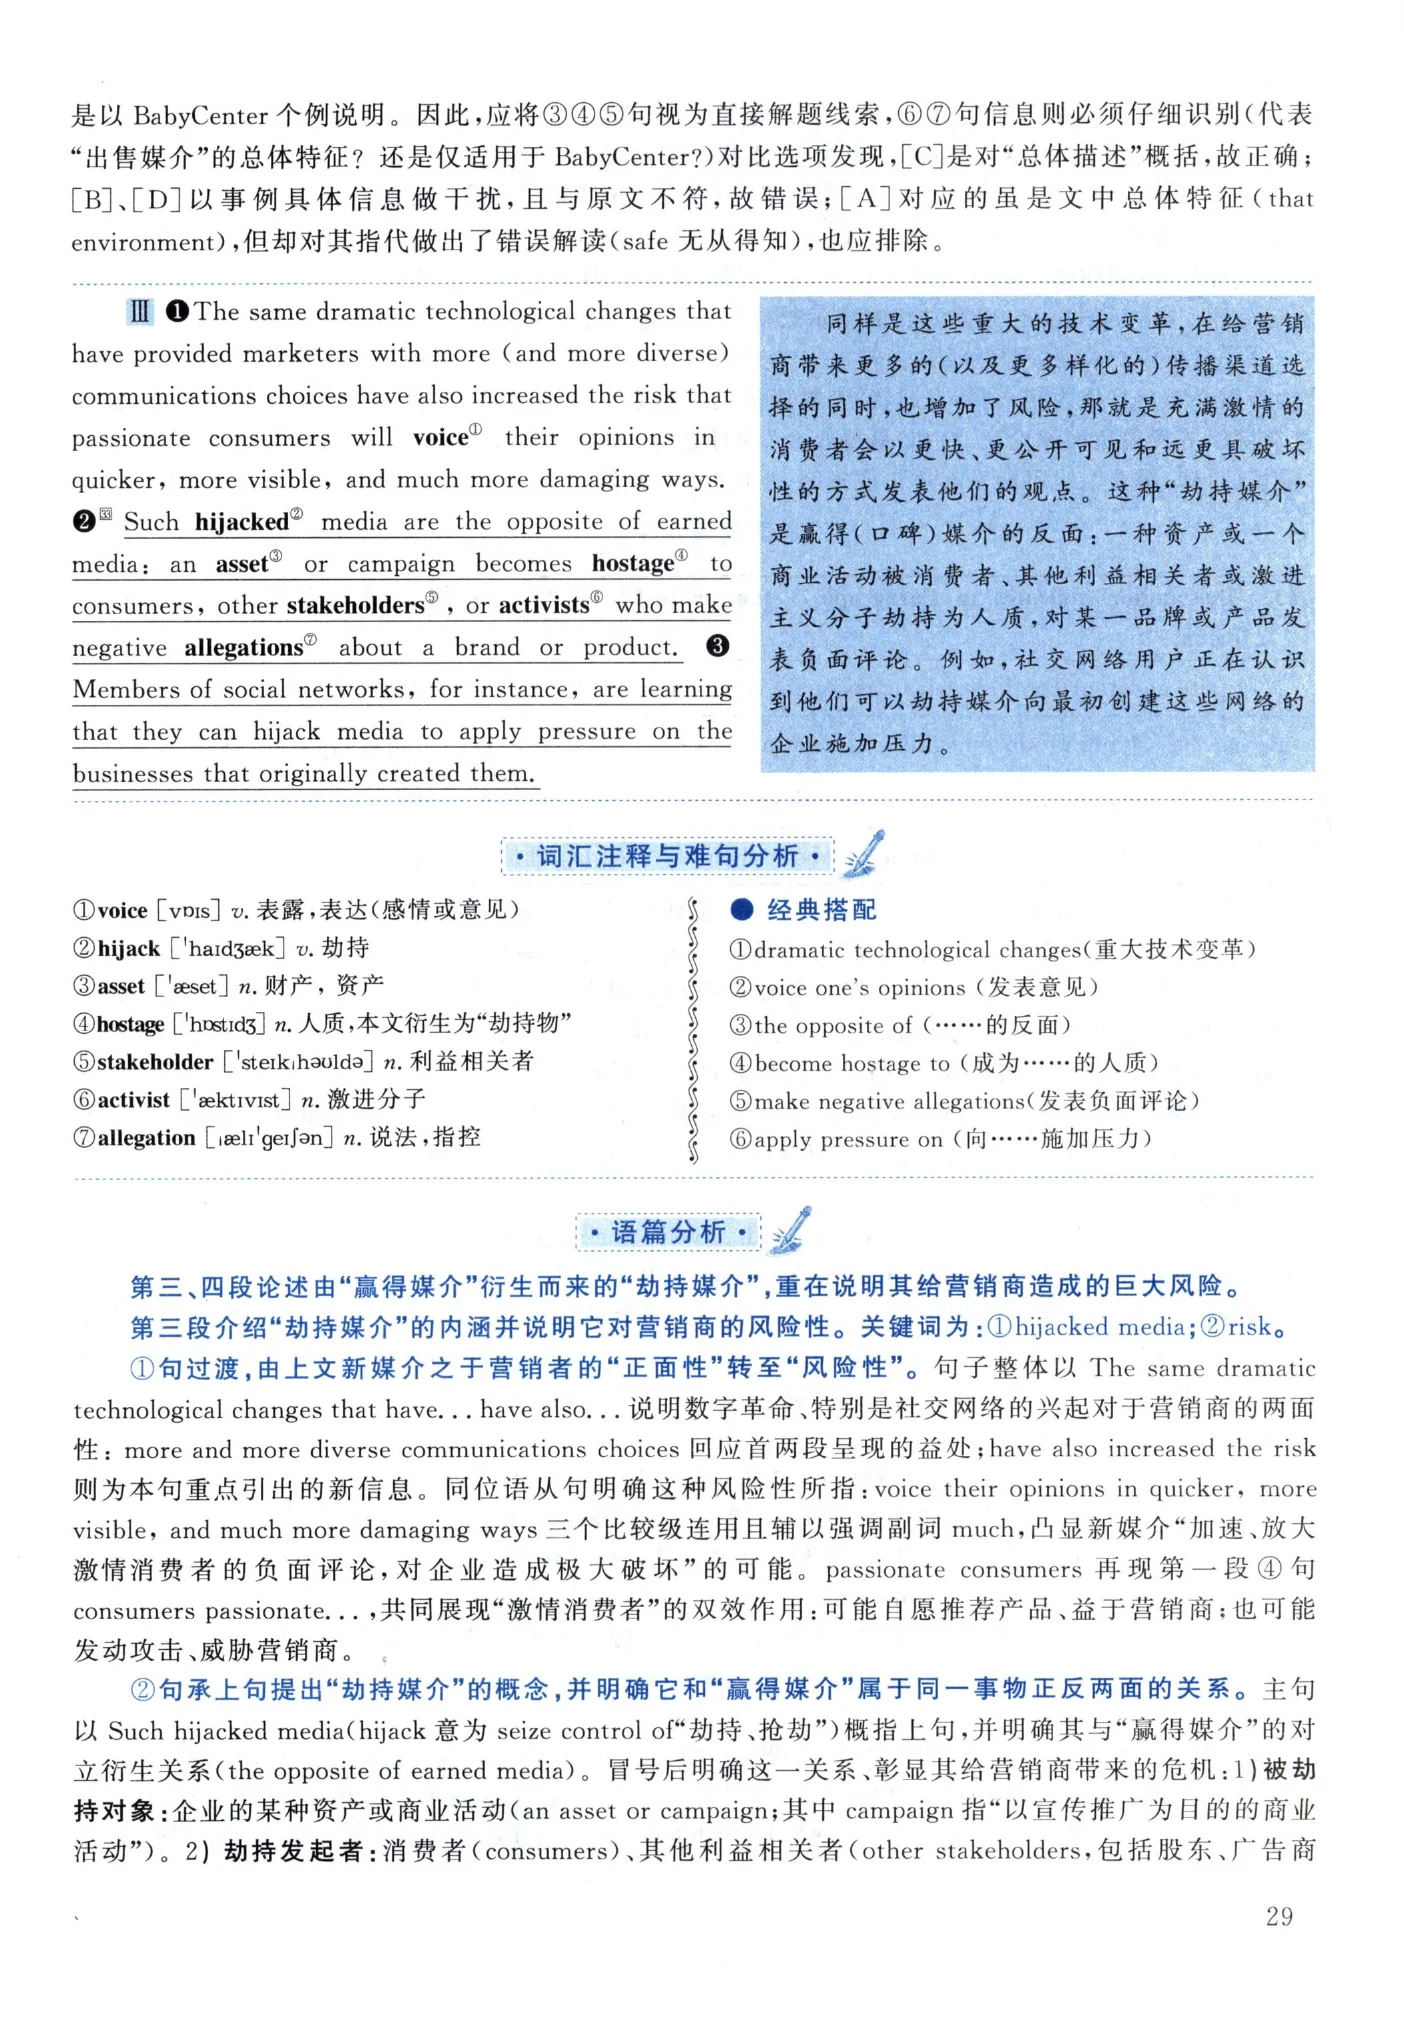 是以 BabyCenter 个例说明。因此,应将③④⑤句视为直接解题线索,⑥⑦句信息则必须仔细识别(代表
“出售媒介”的总体特征?还是仅适用于 BabyCenter?)对比选项发现,[C]是对“总体描述”概括,故正确;
[B]、[D]以事例具体信息做干扰,且与原文不符,故错误;[A]对应的虽是文中总体特征(that
environment),但却对其指代做出了错误解读(safe 无从得知),也应排除。
Ⅲ ❶The same dramatic technological changes that
have provided marketers with more (and more diverse)
communications choices have also increased the risk that
passionate consumers will voice① their opinions in
quicker, more visible, and much more damaging ways.
❷㉝ Such hijacked② media are the opposite of earned
media: an asset③ or campaign becomes hostage④ to
consumers, other stakeholders⑤, or activists⑥ who make
negative allegations⑦ about a brand or product. ❸
Members of social networks, for instance, are learning
that they can hijack media to apply pressure on the
businesses that originally created them.
同样是这些重大的技术变革,在给营销
商带来更多的(以及更多样化的)传播渠道选
择的同时,也增加了风险,那就是充满激情的
消费者会以更快、更公开可见和远更具破坏
性的方式发表他们的观点。这种“劫持媒介”
是赢得(口碑)媒介的反面:一种资产或一个
商业活动被消费者、其他利益相关者或激进
主义分子劫持为人质,对某一品牌或产品发
表负面评论。例如,社交网络用户正在认识
到他们可以劫持媒介向最初创建这些网络的
企业施加压力。
·词汇注释与难句分析·
①voice [vɒɪs] v. 表露,表达(感情或意见)
②hijack [ˈhaɪdʒæk] v. 劫持
③asset [ˈæset] n. 财产,资产
④hostage [ˈhɒstɪdʒ] n. 人质,本文衍生为“劫持物”
⑤stakeholder [ˈsteɪkˌhəʊldə] n. 利益相关者
⑥activist [ˈæktɪvɪst] n. 激进分子
⑦allegation [ˌælɪˈgeɪʃən] n. 说法,指控
● 经典搭配
①dramatic technological changes(重大技术变革)
②voice one's opinions (发表意见)
③the opposite of (……的反面)
④become hostage to (成为……的人质)
⑤make negative allegations(发表负面评论)
⑥apply pressure on (向……施加压力)
·语篇分析·
第三、四段论述由“赢得媒介”衍生而来的“劫持媒介”,重在说明其给营销商造成的巨大风险。
第三段介绍“劫持媒介”的内涵并说明它对营销商的风险性。关键词为:①hijacked media;②risk。
①句过渡,由上文新媒介之于营销者的“正面性”转至“风险性”。句子整体以 The same dramatic
technological changes that have... have also... 说明数字革命、特别是社交网络的兴起对于营销商的两面
性: more and more diverse communications choices 回应首两段呈现的益处;have also increased the risk
则为本句重点引出的新信息。同位语从句明确这种风险性所指:voice their opinions in quicker, more
visible, and much more damaging ways 三个比较级连用且辅以强调副词 much,凸显新媒介“加速、放大
激情消费者的负面评论,对企业造成极大破坏”的可能。passionate consumers 再现第一段④句
consumers passionate...,共同展现“激情消费者”的双效作用:可能自愿推荐产品、益于营销商;也可能
发动攻击、威胁营销商。
②句承上句提出“劫持媒介”的概念,并明确它和“赢得媒介”属于同一事物正反两面的关系。主句
以 Such hijacked media(hijack 意为 seize control of“劫持、抢劫”)概指上句,并明确其与“赢得媒介”的对
立衍生关系(the opposite of earned media)。冒号后明确这一关系、彰显其给营销商带来的危机:1)被劫
持对象:企业的某种资产或商业活动(an asset or campaign;其中 campaign 指“以宣传推广为目的的商业
活动”)。2) 劫持发起者:消费者(consumers)、其他利益相关者(other stakeholders,包括股东、广告商
29